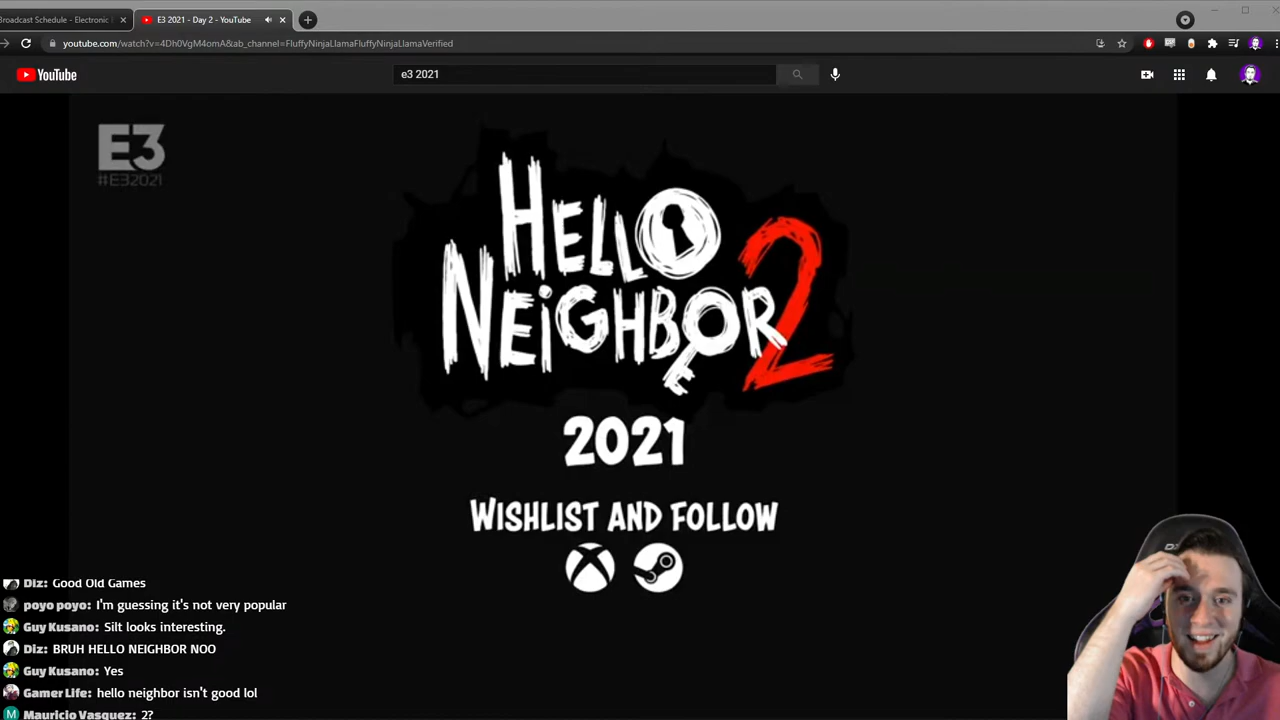 Broadcast Schedule - Electronic
E3 2021 - Day 2 - YouTube
youtube.com/watch?v=4Dh0VgM4omA&ab_channel=FluffyNinjaLlamaFluffyNinjaLlamaVerified
YouTube
e3 2021
E3
#E32021
HELLO
NEiGHBOR 2
2021
WISHLIST AND FOLLOW
Diz: Good Old Games
poyo poyo: I'm guessing it's not very popular
Guy Kusano: Silt looks interesting.
Diz: BRUH HELLO NEIGHBOR NOO
Guy Kusano: Yes
Gamer Life: hello neighbor isn't good lol
M
Mauricio Vasquez: 2?